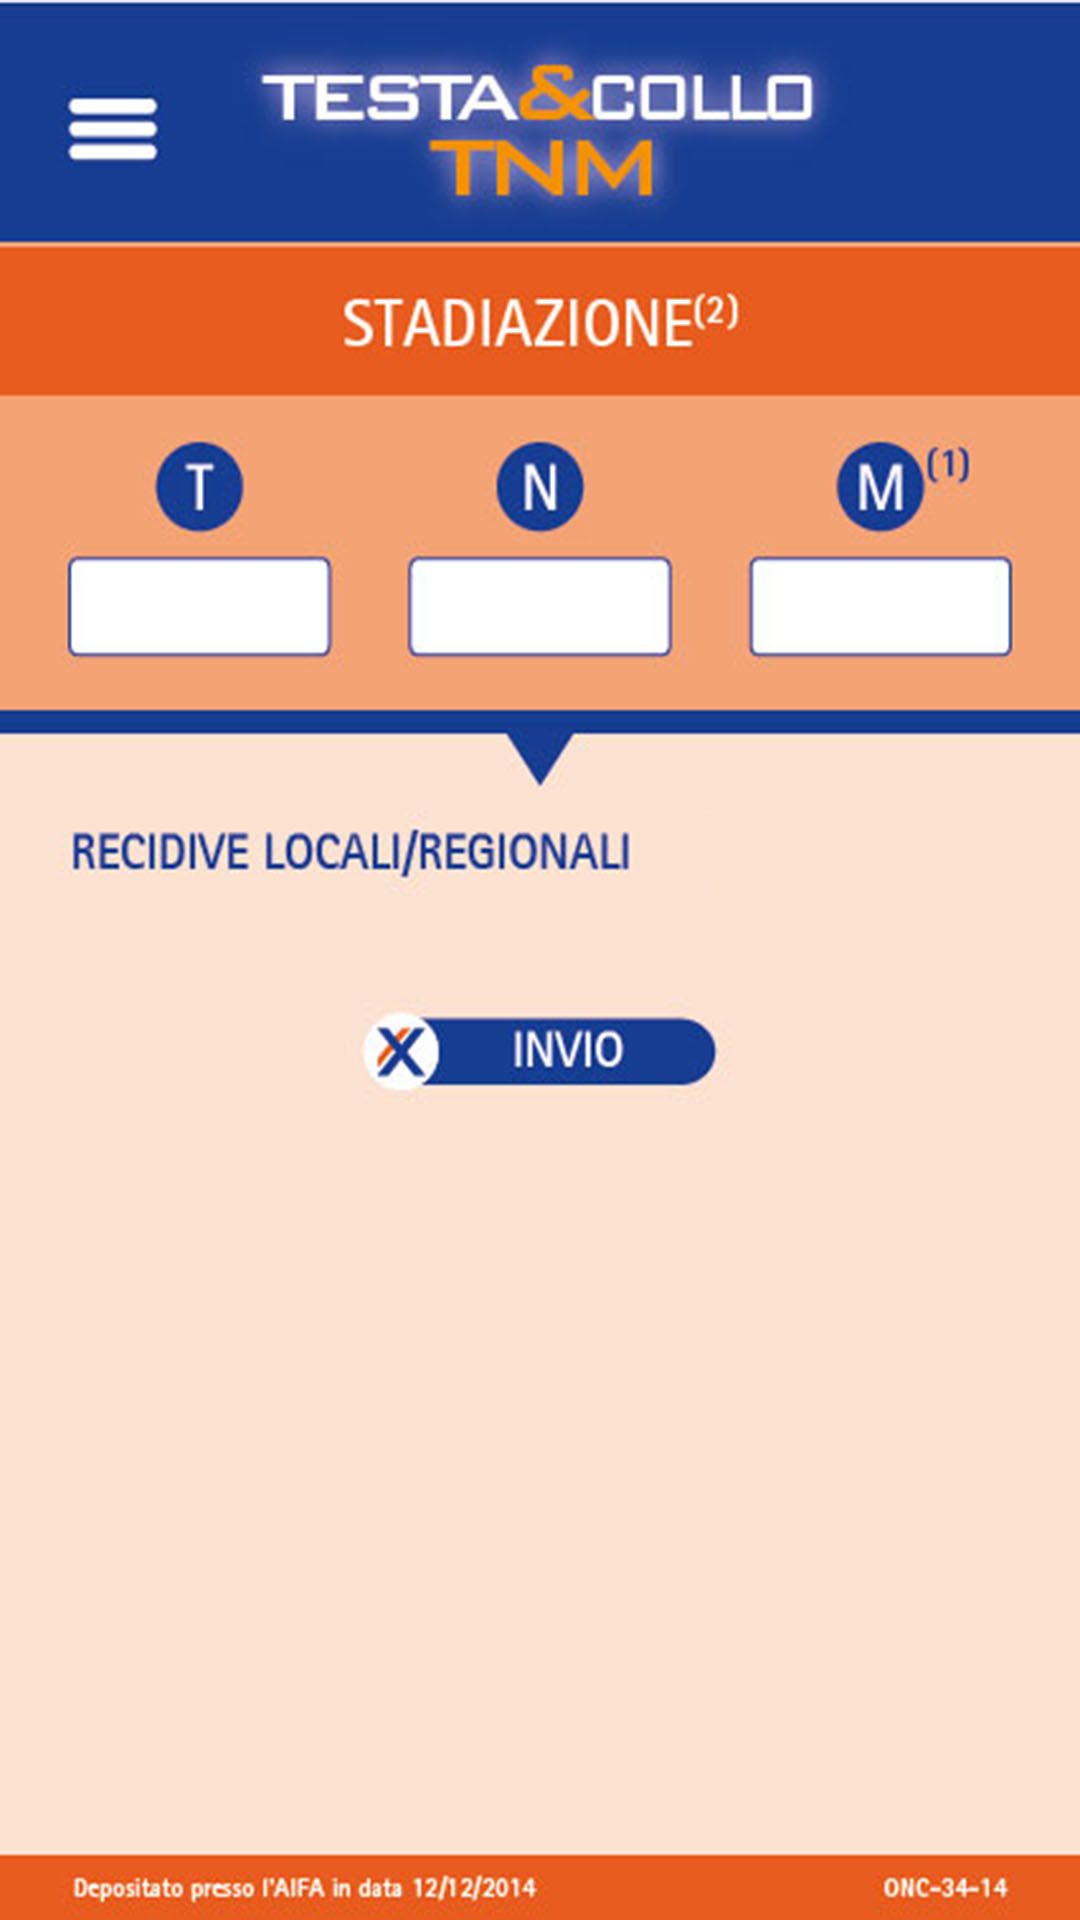 TESTA&COLLO
TNM
STADIAZIONE(2)
T N M(1)
RECIDIVE LOCALI/REGIONALI
INVIO
Depositato presso l'AIFA in data 12/12/2014 ONC-34-14